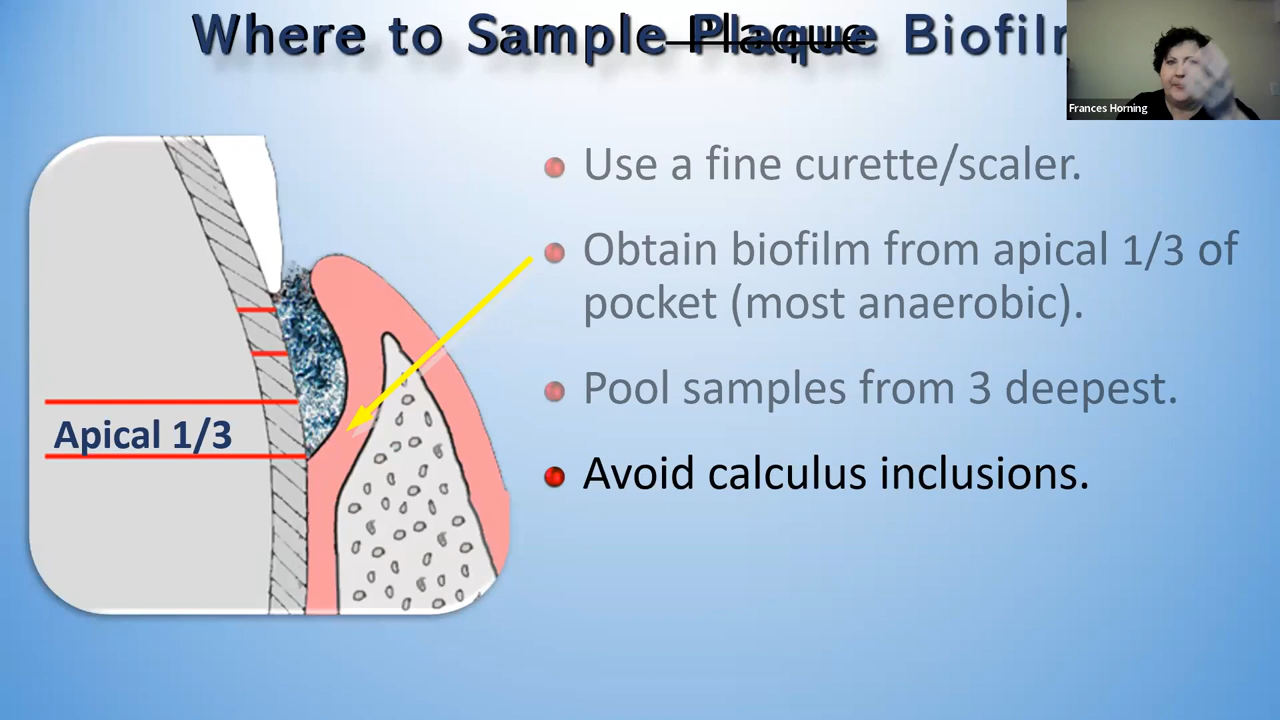 Where to Sample Plaque
Frances Horning
Use a fine curette/scaler.
Obtain biofilm from apical 1/3 of
pocket (most anaerobic).
Pool samples from 3 deepest.
Avoid calculus inclusions.
Apical 1/3